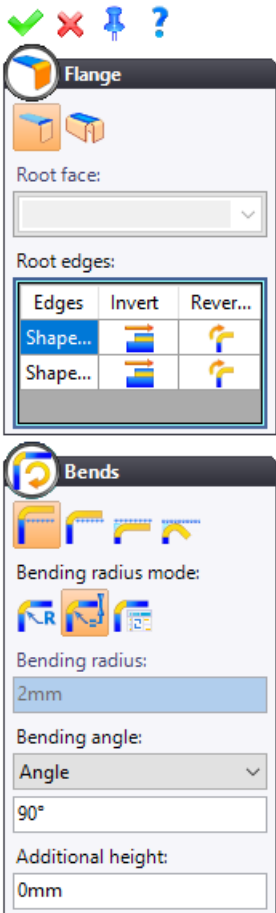 ?
Flange
Root face:
Root edges:
Edges Invert Rever...
Shape...
Shape...
Bends
Bending radius mode:
R
Bending radius:
2mm
Bending angle:
Angle
90°
Additional height:
0mm